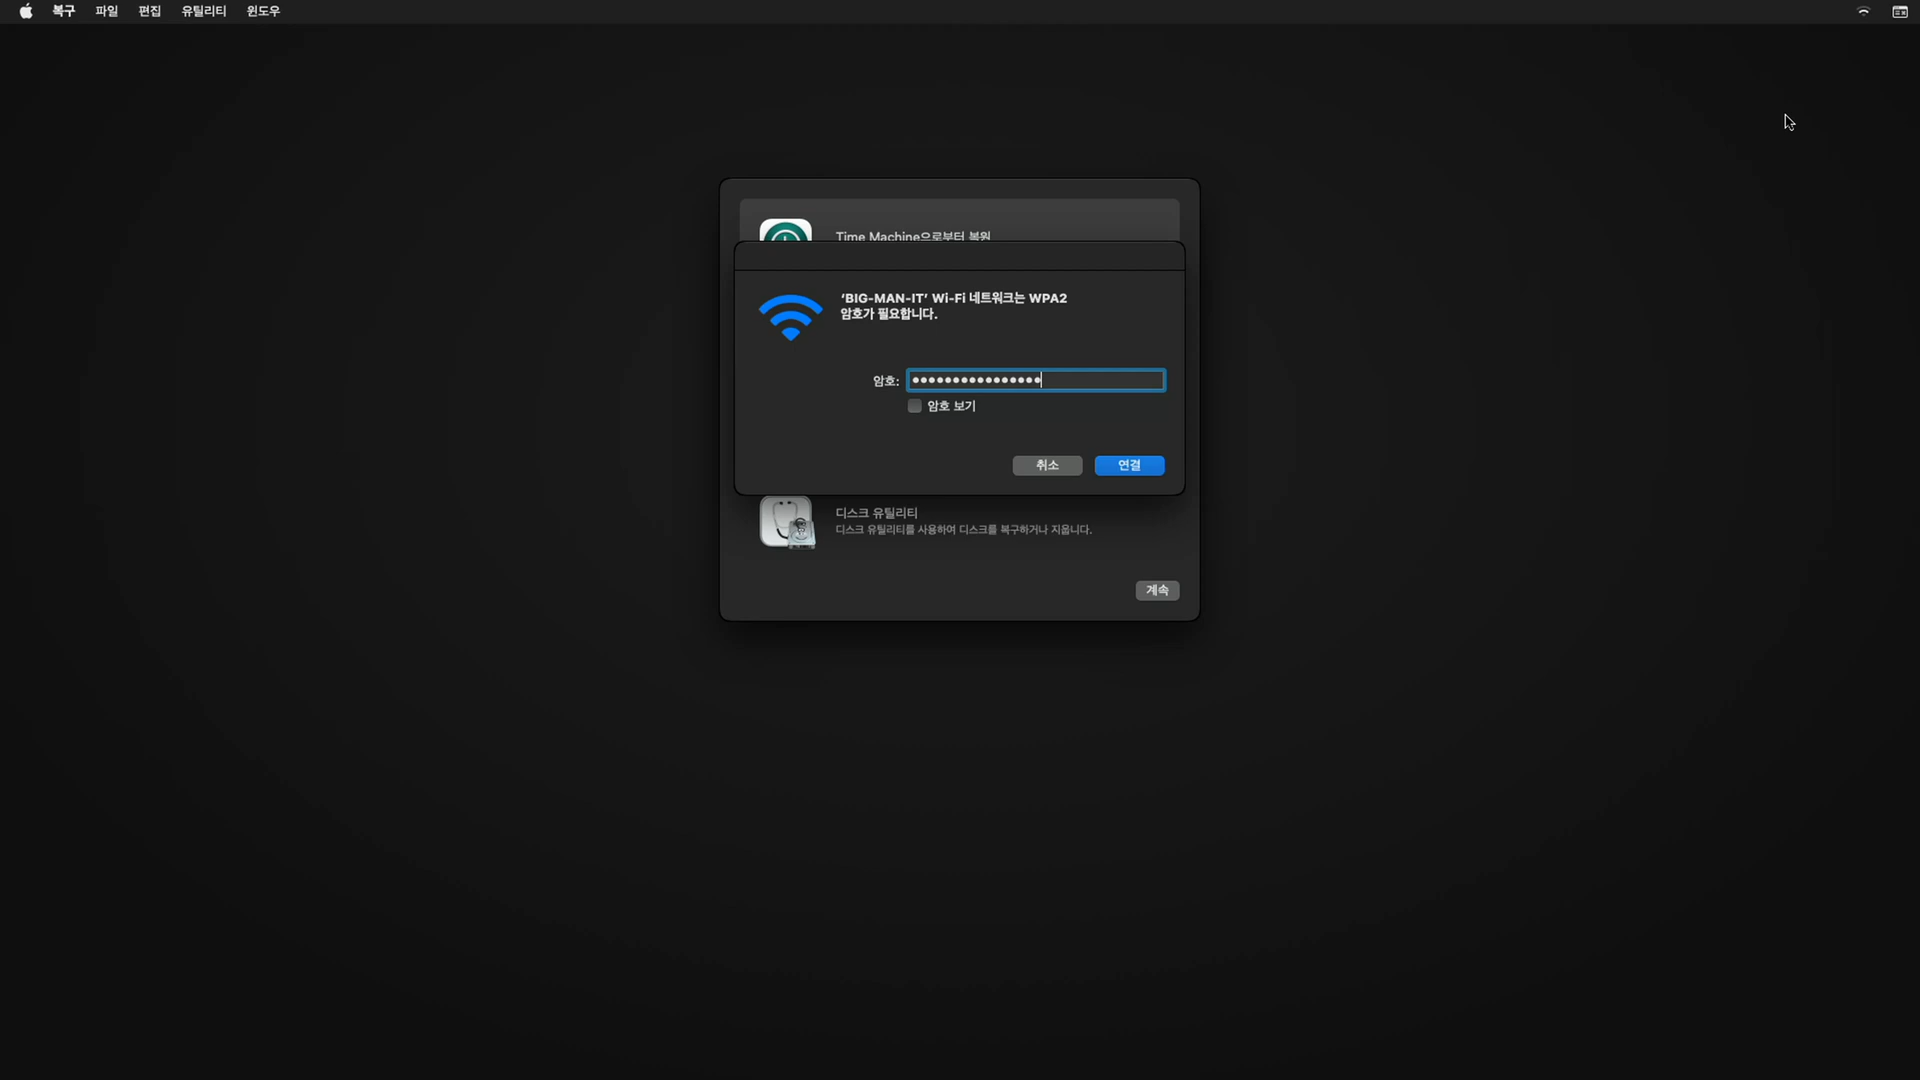 복구 파일 편집 유틸리티 윈도우
Time Machine으로부터 복원
‘BIG-MAN-IT’ Wi-Fi 네트워크는 WPA2
암호가 필요합니다.
암호: ••••••••••••••••
암호 보기
취소 연결
디스크 유틸리티
디스크 유틸리티를 사용하여 디스크를 복구하거나 지웁니다.
계속